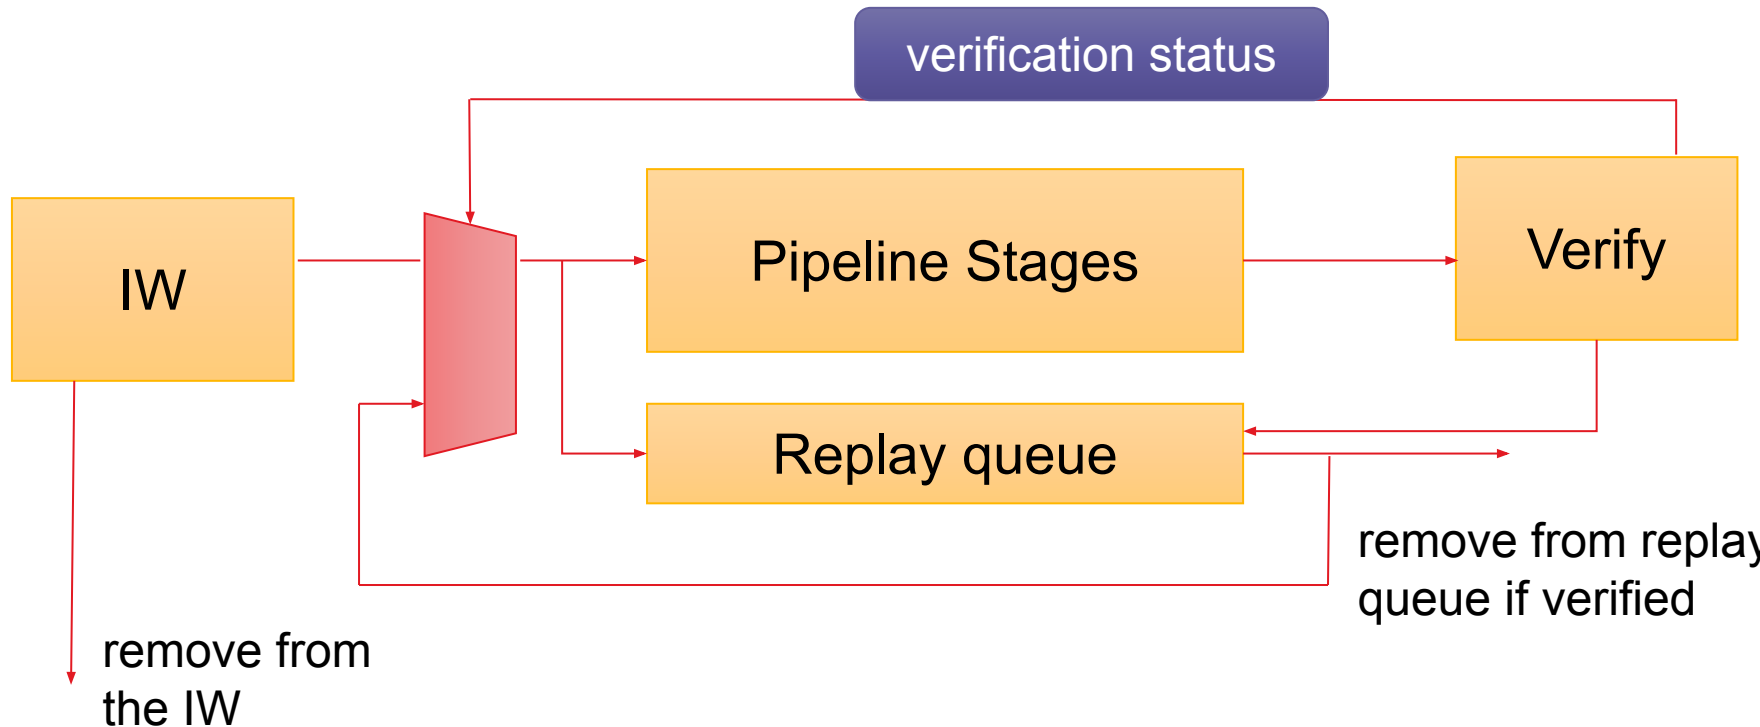 verification status
IW
Pipeline Stages
Verify
Replay queue
remove from replay
queue if verified
remove from
the IW